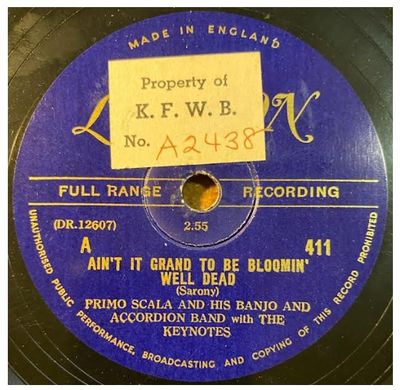 MADE IN ENGLAND
Property of
K. F. W. B.
No. A2438
FULL RANGE RECORDING
(DR.12607) 2.55
A 411
AIN'T IT GRAND TO BE BLOOMIN'
WELL DEAD
(Sarony)
PRIMO SCALA AND HIS BANJO AND
ACCORDION BAND with THE
KEYNOTES
UNAUTHORISED PUBLIC PERFORMANCE, BROADCASTING AND COPYING OF THIS RECORD PROHIBITED